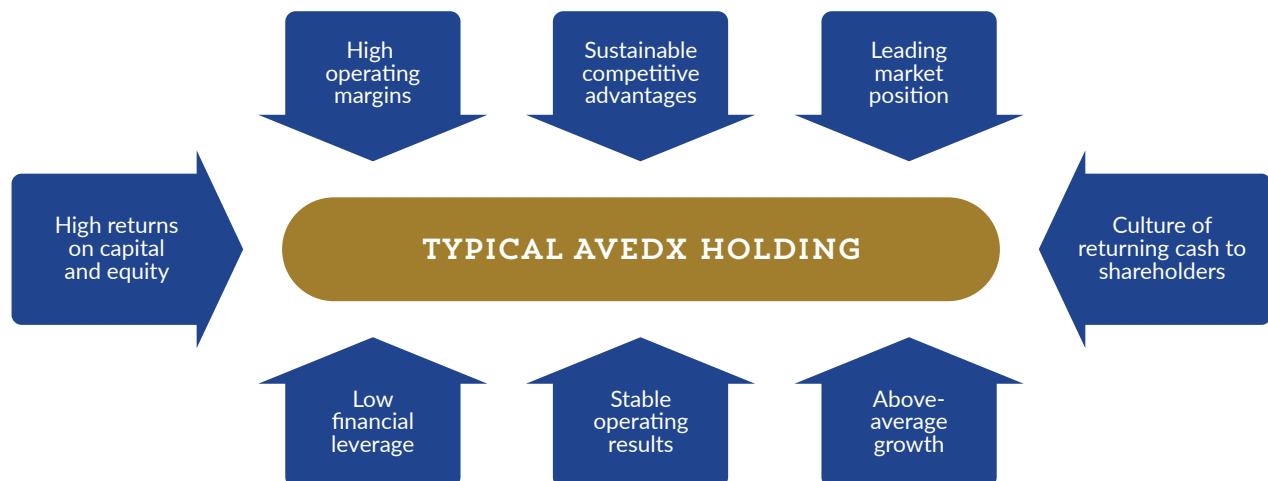 High
operating
margins
Sustainable
competitive
advantages
Leading
market
position
High returns
on capital
and equity
TYPICAL AVEDX HOLDING
Culture of
returning cash to
shareholders
Low
financial
leverage
Stable
operating
results
Above-
average
growth